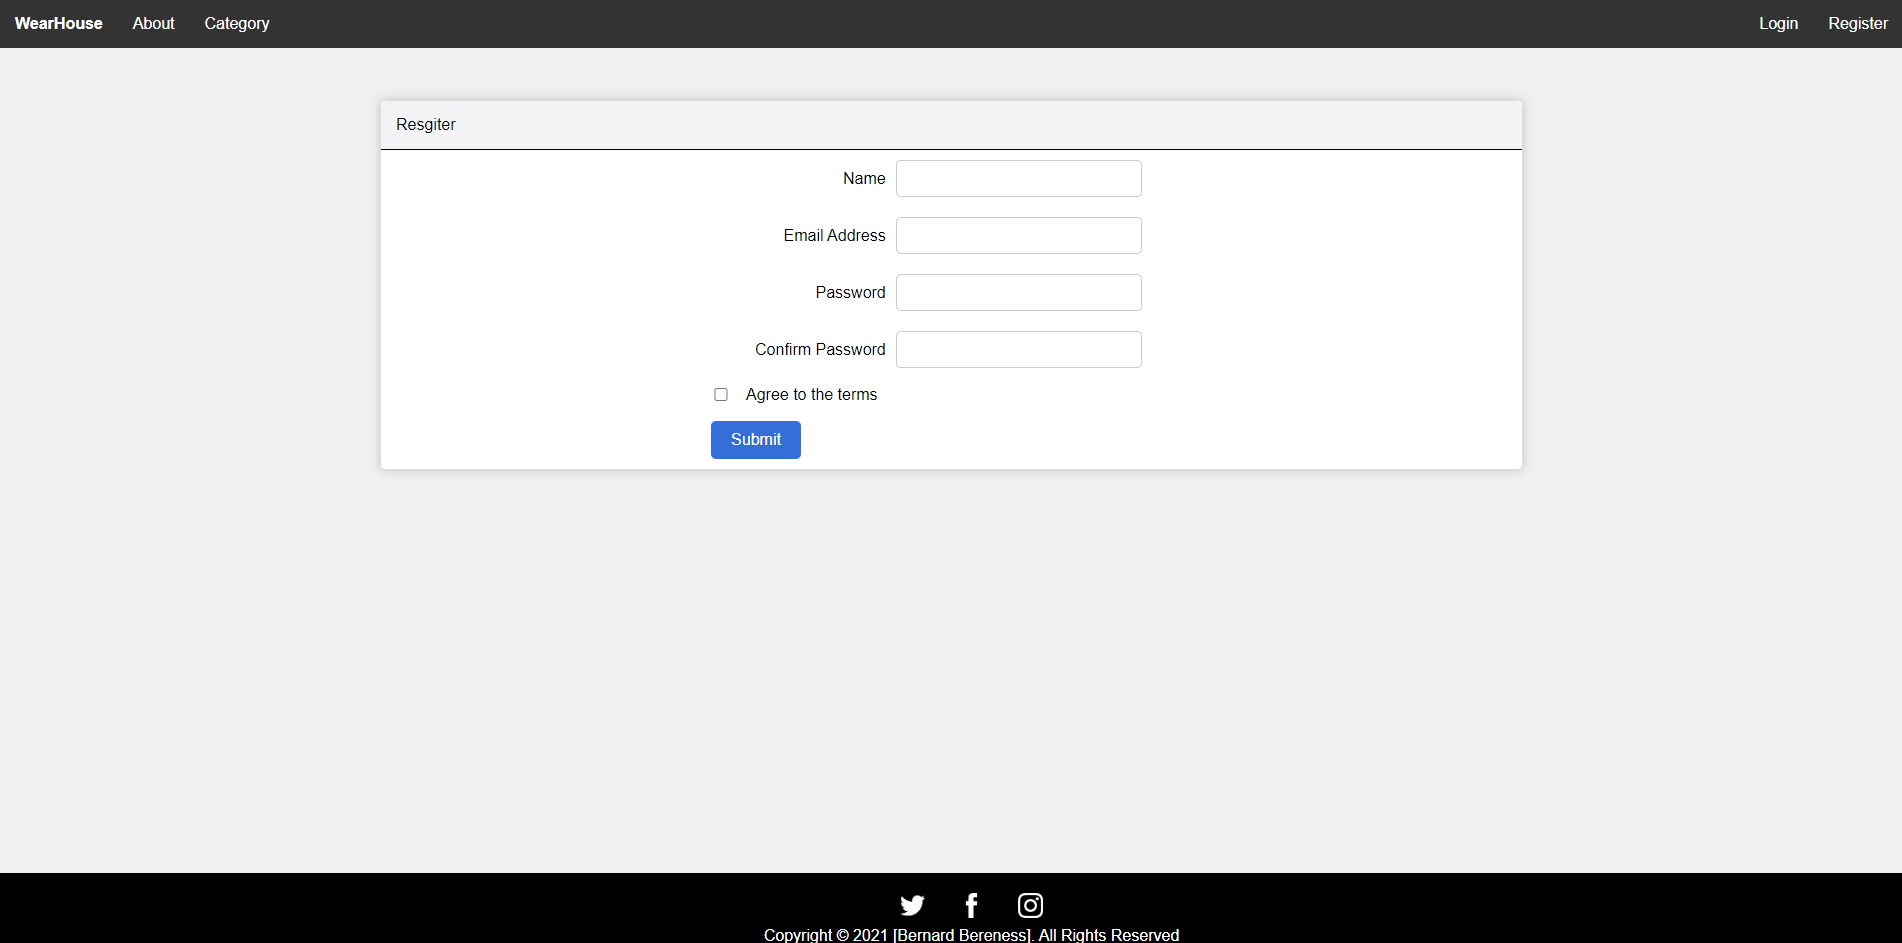 WearHouse About Category Login Register
Resgiter
Name
Email Address
Password
Confirm Password
Agree to the terms
Submit
Copyright © 2021 [Bernard Bereness]. All Rights Reserved